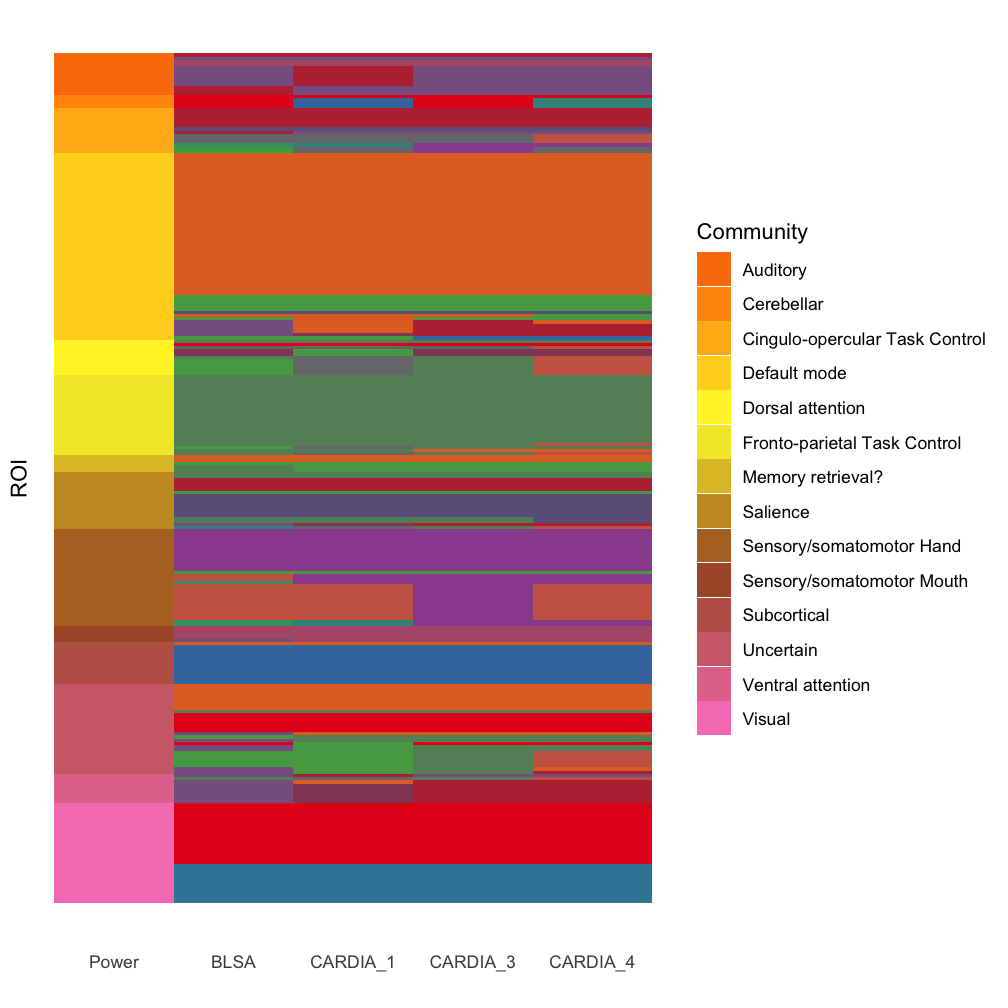 Community
Auditory
Cerebellar
Cingulo-opercular Task Control
Default mode
Dorsal attention
Fronto-parietal Task Control
Memory retrieval?
Salience
Sensory/somatomotor Hand
Sensory/somatomotor Mouth
Subcortical
Uncertain
Ventral attention
Visual
ROI
Power BLSA CARDIA_1 CARDIA_3 CARDIA_4